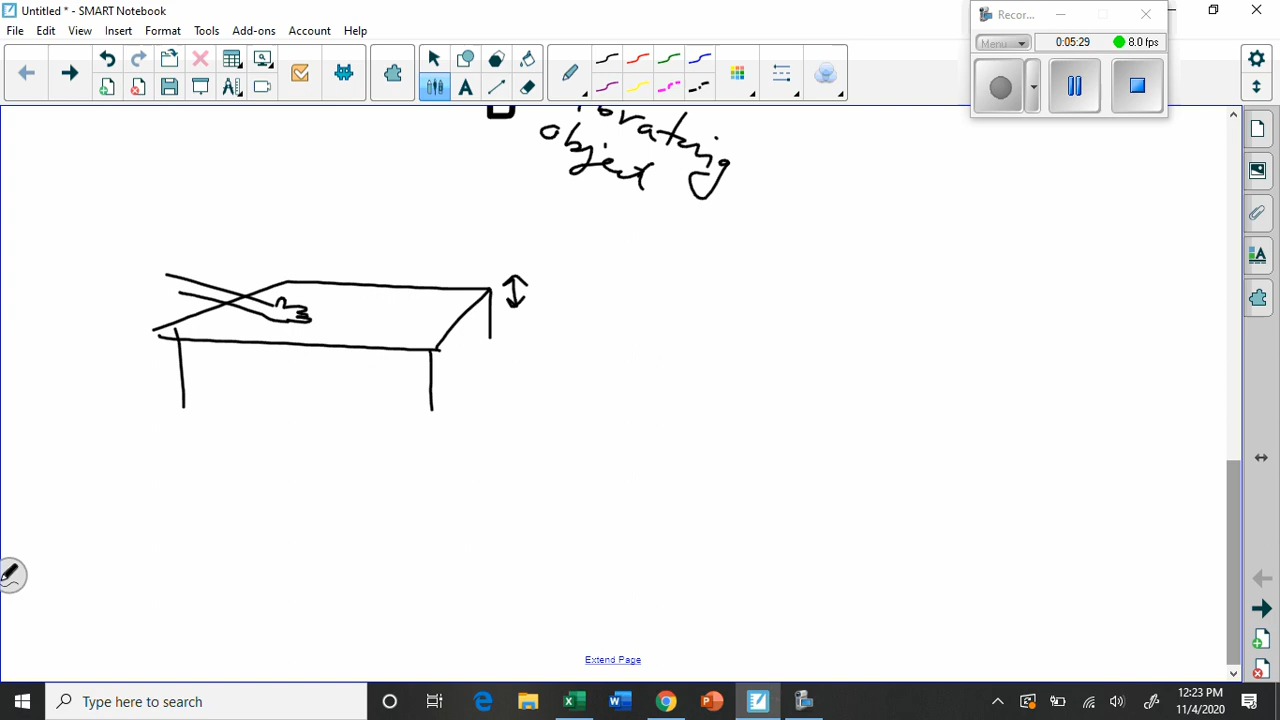 Untitled * - SMART Notebook
Recor...
File Edit View Insert Format Tools Add-ons Account Help
Menu
0:05:29
8.0 fps
object
Extend Page
Type here to search
12:23 PM
11/4/2020